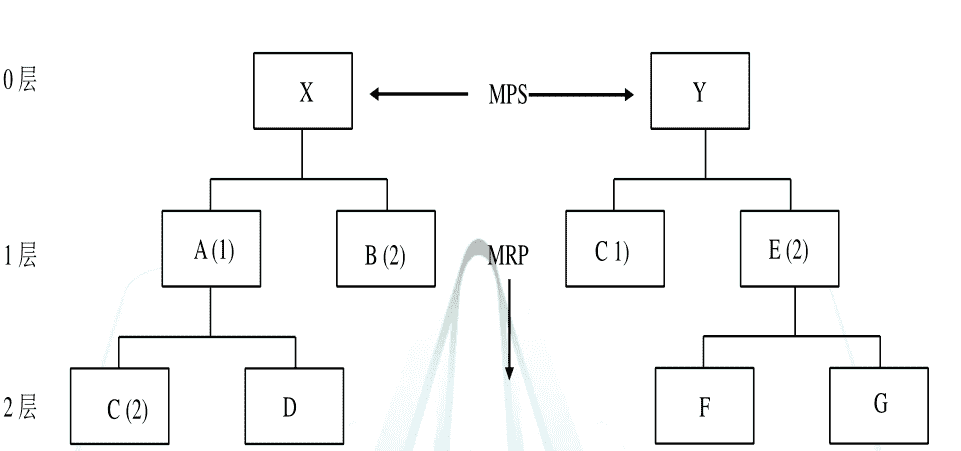 0层
X
MPS
Y
1层
A (1)
B (2)
MRP
C 1)
E (2)
2层
C (2)
D
F
G